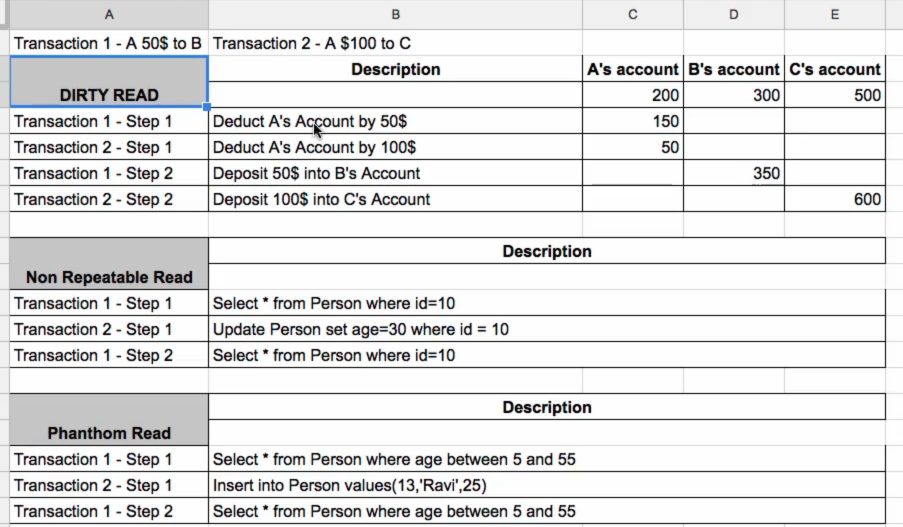 A B C D E
Transaction 1 - A 50$ to B Transaction 2 - A $100 to C
Description A's account B's account C's account
DIRTY READ 200 300 500
Transaction 1 - Step 1 Deduct A's Account by 50$ 150
Transaction 2 - Step 1 Deduct A's Account by 100$ 50
Transaction 1 - Step 2 Deposit 50$ into B's Account 350
Transaction 2 - Step 2 Deposit 100$ into C's Account 600
Description
Non Repeatable Read
Transaction 1 - Step 1 Select * from Person where id=10
Transaction 2 - Step 1 Update Person set age=30 where id = 10
Transaction 1 - Step 2 Select * from Person where id=10
Description
Phanthom Read
Transaction 1 - Step 1 Select * from Person where age between 5 and 55
Transaction 2 - Step 1 Insert into Person values(13,'Ravi',25)
Transaction 1 - Step 2 Select * from Person where age between 5 and 55